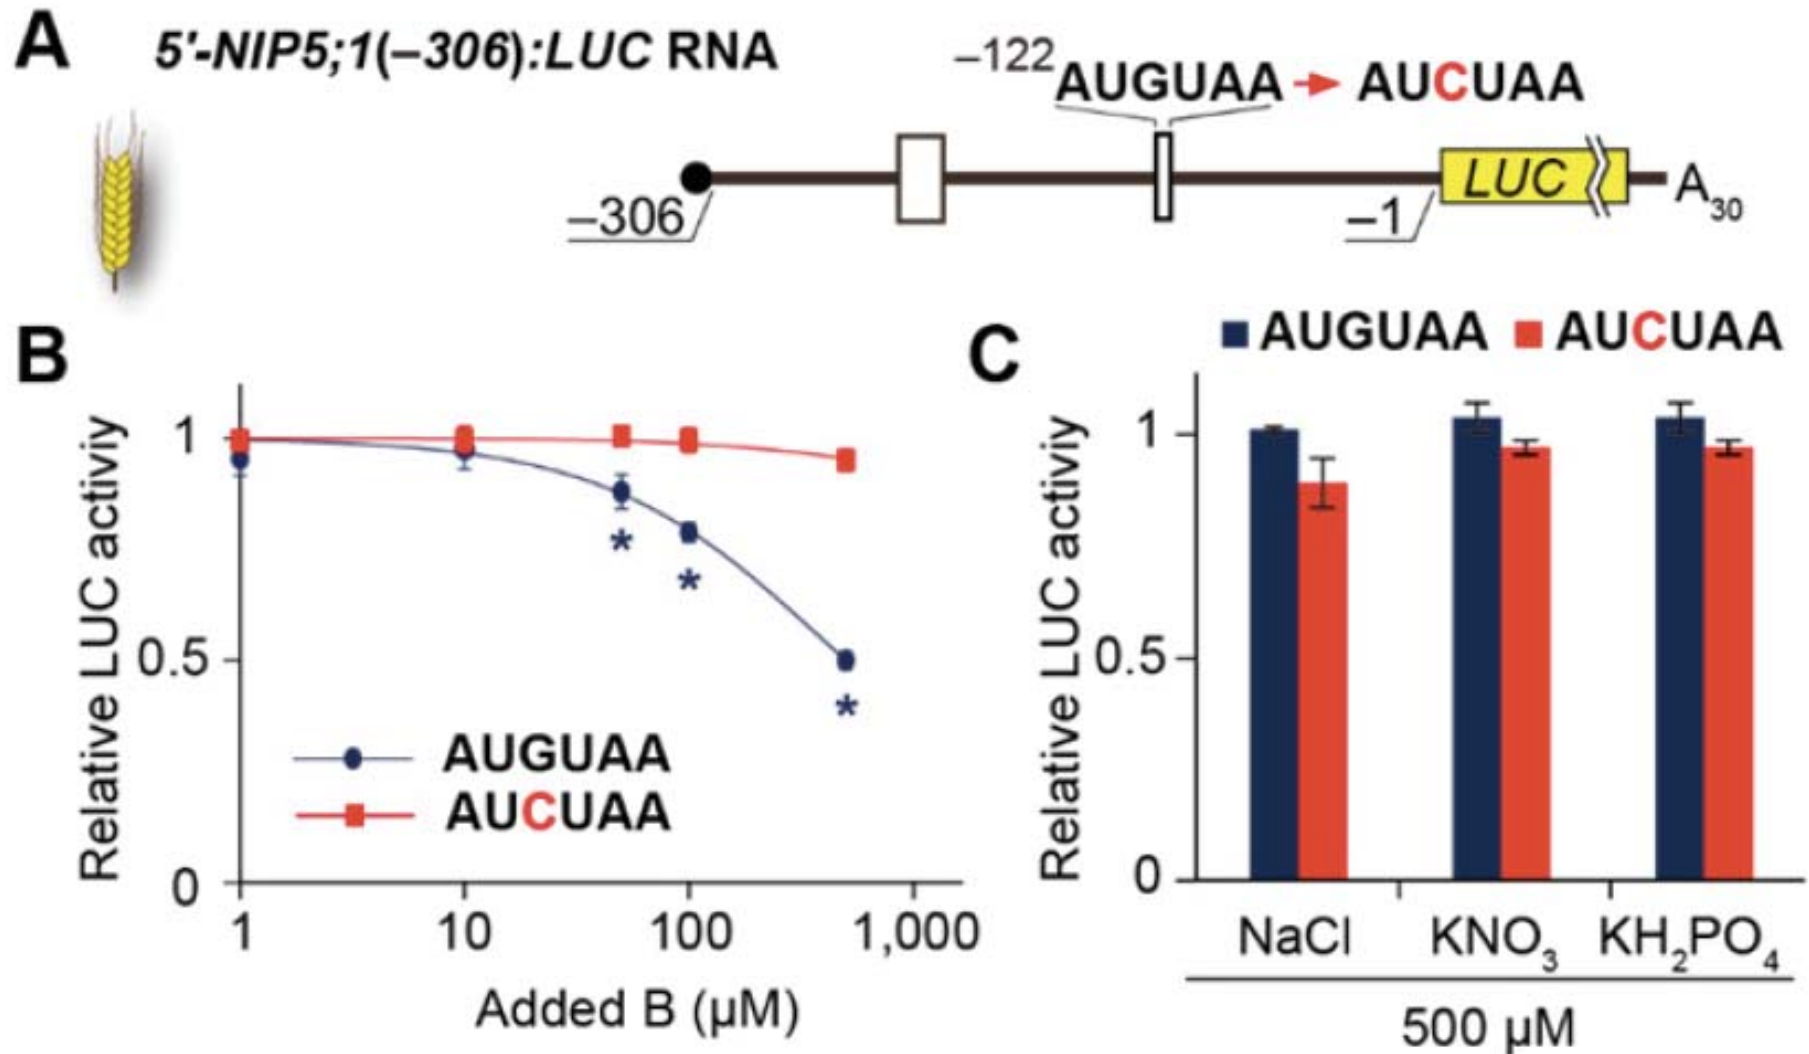 A
5'-NIP5;1(–306):LUC RNA
–122AUGUAA → AUCUAA
–306
–1
LUC
A30
B
Relative LUC activiy
1
0.5
0
AUGUAA
AUCUAA
1 10 100 1,000
Added B (μM)
*
*
*
C
AUGUAA AUCUAA
Relative LUC activiy
1
0.5
0
NaCl KNO3 KH2PO4
500 μM